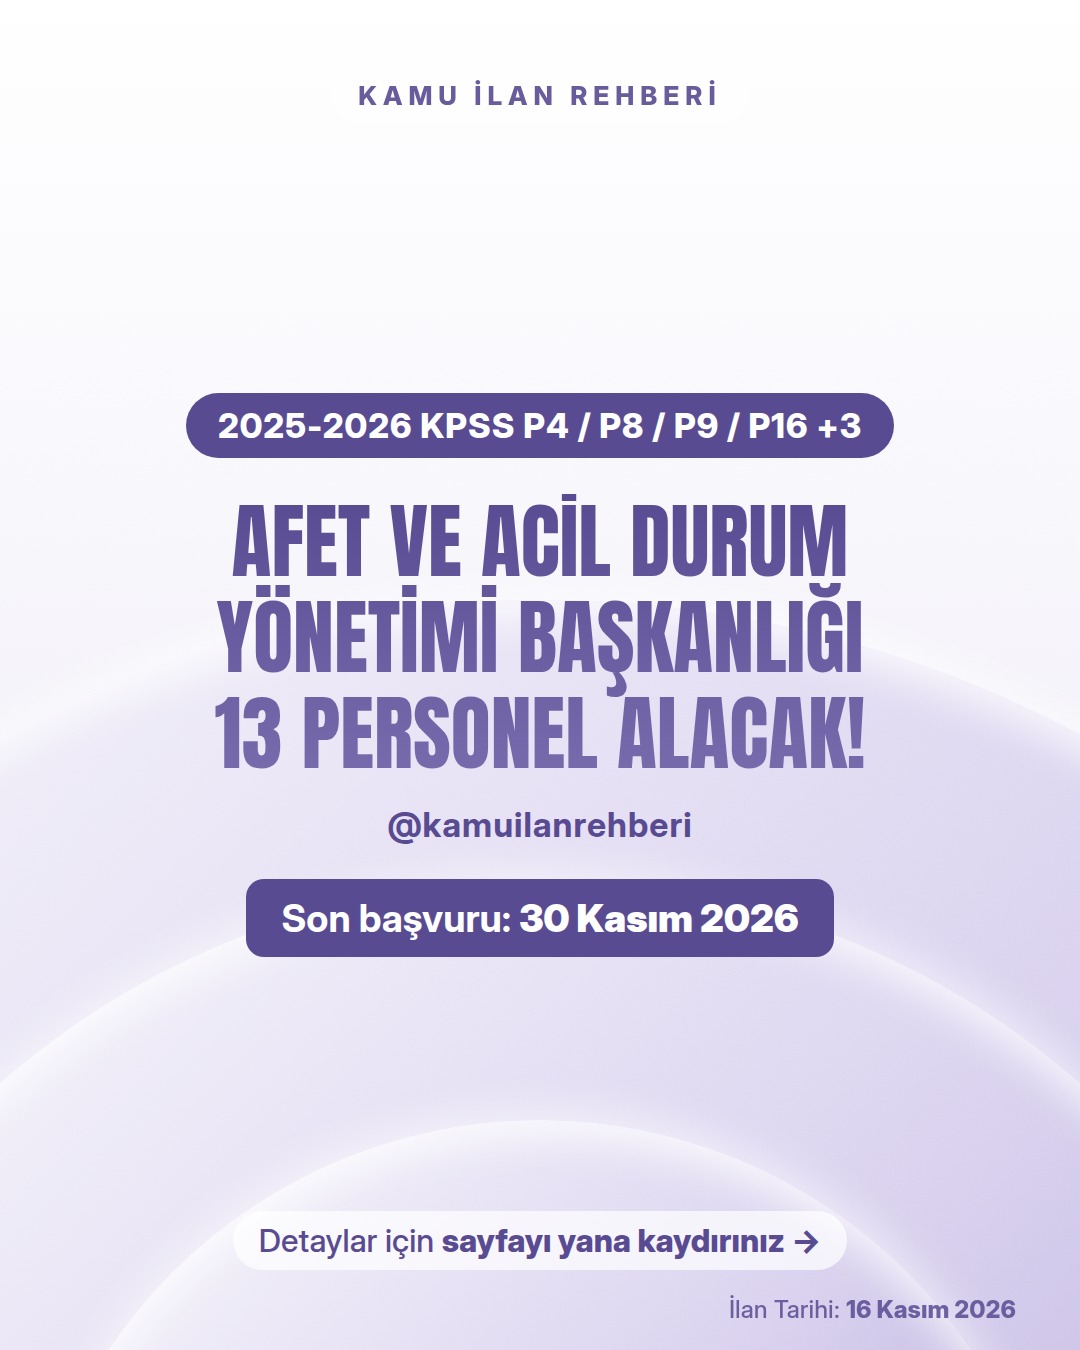 KAMU İLAN REHBERİ
2025-2026 KPSS P4 / P8 / P9 / P16 +3
AFET VE ACİL DURUM
YÖNETİMİ BAŞKANLIĞI
13 PERSONEL ALACAK!
@kamuilanrehberi
Son başvuru: 30 Kasım 2026
Detaylar için sayfayı yana kaydırınız →
İlan Tarihi: 16 Kasım 2026